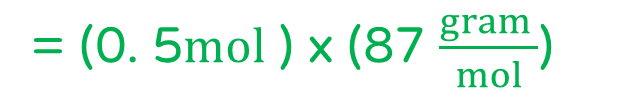 = (0. 5mol ) x (87 gram/mol)